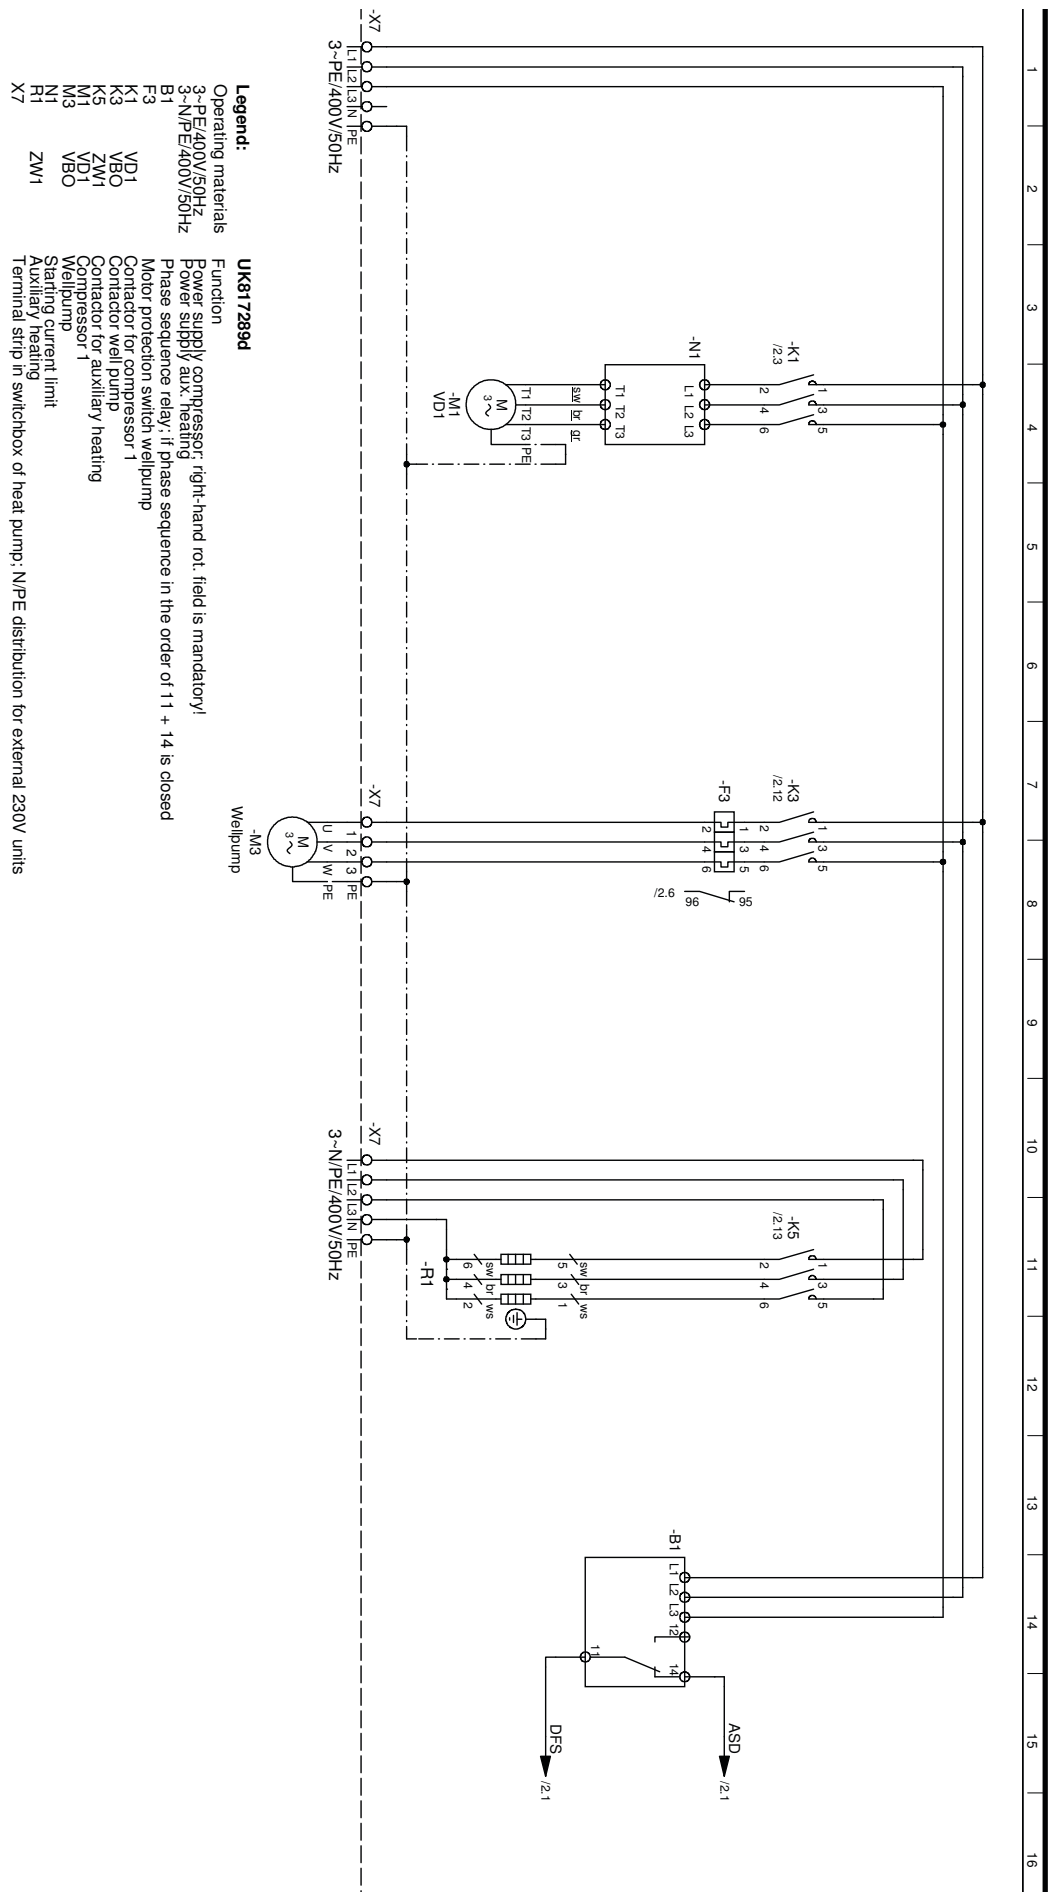 1
2
3
4
5
6
7
8
9
10
11
12
13
14
15
16
-K1
/2.3
1 3 5
2 4 6
-N1
L1 L2 L3
T1 T2 T3
sw br gr
T1 T2 T3 PE
M
3 ~
-M1
VD1
-K3
/2.12
1 3 5
2 4 6
-F3
1 3 5
2 4 6
95
96
/2.6
-X7
1 2 3 PE
U V W PE
M
3 ~
-M3
Wellpump
-K5
/2.13
1 3 5
2 4 6
sw br ws
5 3 1
sw br ws
6 4 2
-R1
-B1
L1 L2 L3 12 14
11
ASD
/2.1
DFS
/2.1
-X7
L1 L2 L3 N PE
3~PE/400V/50Hz
-X7
L1 L2 L3 N PE
3~N/PE/400V/50Hz
Legend: UK817289d
Operating materials Function
3~PE/400V/50Hz Power supply compressor; right-hand rot. field is mandatory!
3~N/PE/400V/50Hz Power supply aux. heating
B1 Phase sequence relay; if phase sequence in the order of 11 + 14 is closed
F3 Motor protection switch wellpump
K1 VD1 Contactor for compressor 1
K3 VBO Contactor well pump
K5 ZW1 Contactor for auxiliary heating
M1 VD1 Compressor 1
M3 VBO Wellpump
N1 Starting current limit
R1 ZW1 Auxiliary heating
X7 Terminal strip in switchbox of heat pump; N/PE distribution for external 230V units